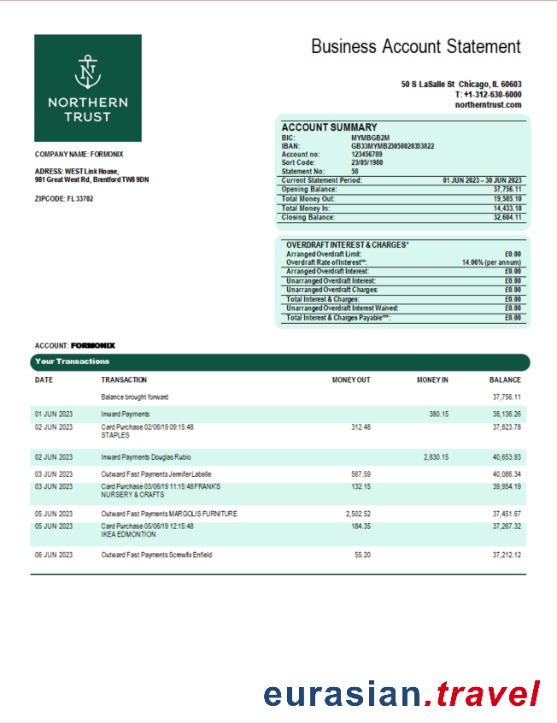 Business Account Statement
NORTHERN
TRUST
50 S LaSalle St Chicago, IL 60603
T: +1-312-630-6000
northerntrust.com
COMPANY NAME: FORMONIX
ADRESS: WEST Link House,
981 Great West Rd, Brentford TW8 9DN
ZIPCODE: FL 33702
ACCOUNT SUMMARY
BIC: MYMBGB2M
IBAN: GB33MYMB23058020353822
Account no: 123456789
Sort Code: 23/05/1980
Statement No: 58
Current Statement Period: 01 JUN 2023 – 30 JUN 2023
Opening Balance: 37,756.11
Total Money Out: 19,585.10
Total Money In: 14,433.10
Closing Balance: 32,604.11
OVERDRAFT INTEREST & CHARGES*
Arranged Overdraft Limit: £0.00
Overdraft Rate of Interest**: 14.06% (per annum)
Arranged Overdraft Interest: £0.00
Unarranged Overdraft Interest: £0.00
Unarranged Overdraft Charges: £0.00
Total Interest & Charges: £0.00
Unarranged Overdraft Interest Waived: £0.00
Total Interest & Charges Payable***: £0.00
ACCOUNT: FORMONIX
Your Transactions
DATE TRANSACTION MONEY OUT MONEY IN BALANCE
Balance brought forward 37,756.11
01 JUN 2023 Inward Payments 380.15 38,136.26
02 JUN 2023 Card Purchase 02/06/19 09:15:48 312.48 37,823.78
STAPLES
02 JUN 2023 Inward Payments Douglas Rubio 2,830.15 40,653.93
03 JUN 2023 Outward Fast Payments Jennifer Labelle 567.59 40,086.34
03 JUN 2023 Card Purchase 03/06/19 11:15:48 FRANKS 132.15 39,954.19
NURSERY & CRAFTS
05 JUN 2023 Outward Fast Payments MARGOLIS FURNITURE 2,502.52 37,451.67
05 JUN 2023 Card Purchase 05/06/19 12:15:48 184.35 37,267.32
IKEA EDMONTION
06 JUN 2023 Outward Fast Payments Screwfix Enfield 55.20 37,212.12
eurasian.travel